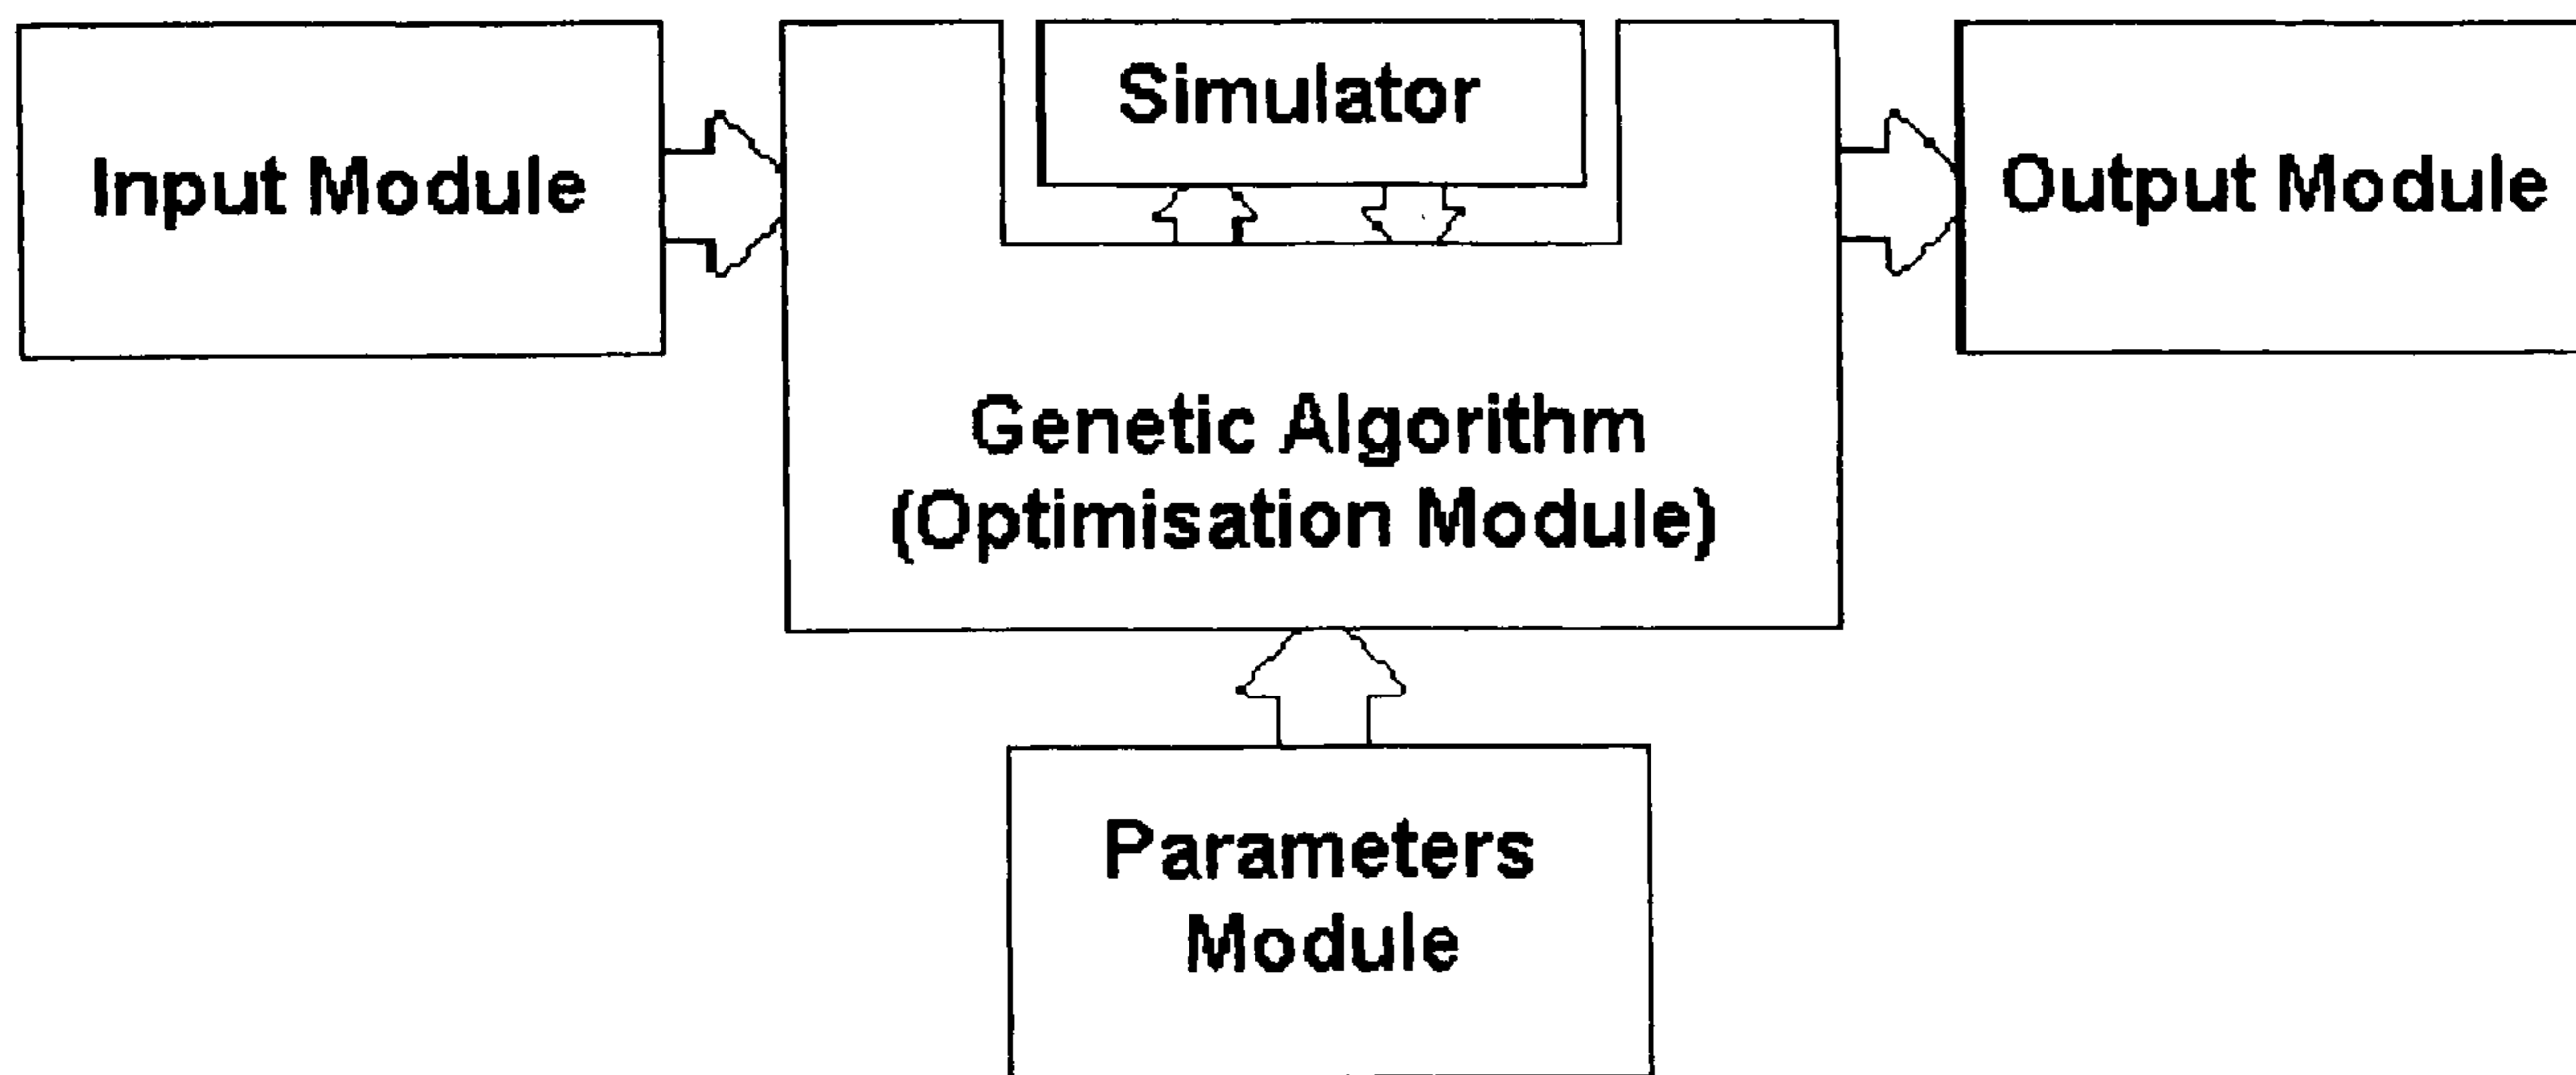 Input Module
Simulator
Output Module
Genetic Algorithm
(Optimisation Module)
Parameters
Module